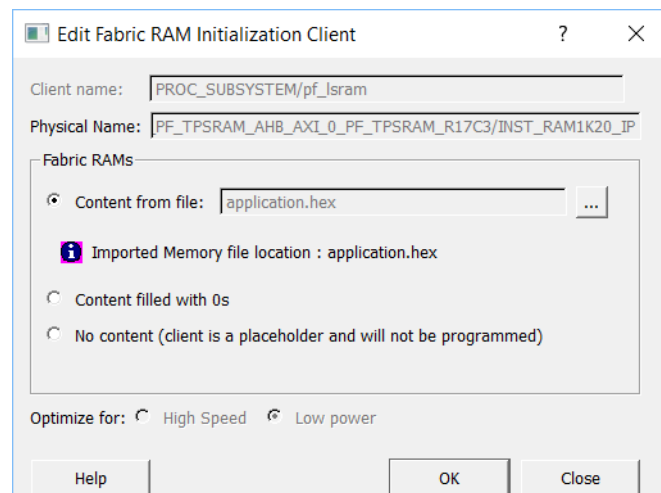 Edit Fabric RAM Initialization Client ? ×
Client name: PROC_SUBSYSTEM/pf_lsram
Physical Name: PF_TPSRAM_AHB_AXI_0_PF_TPSRAM_R17C3/INST_RAM1K20_IP
Fabric RAMs
Content from file: application.hex ...
Imported Memory file location : application.hex
Content filled with 0s
No content (client is a placeholder and will not be programmed)
Optimize for: High Speed Low power
Help OK Close